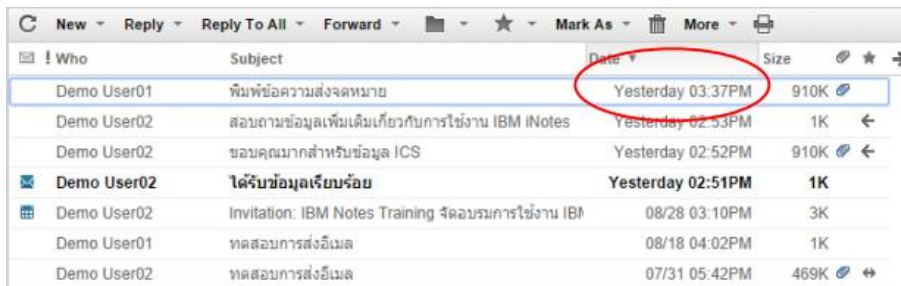 New Reply Reply To All Forward Mark As More
! Who Subject Date Size
Demo User01 พิมพ์ข้อความส่งจดหมาย Yesterday 03:37PM 910K
Demo User02 สอบถามข้อมูลเพิ่มเติมเกี่ยวกับการใช้งาน IBM iNotes Yesterday 02:53PM 1K
Demo User02 ขอบคุณมากสำหรับข้อมูล ICS Yesterday 02:52PM 910K
Demo User02 ได้รับข้อมูลเรียบร้อย Yesterday 02:51PM 1K
Demo User02 Invitation: IBM Notes Training จัดอบรมการใช้งาน IBM 08/28 03:10PM 3K
Demo User01 ทดสอบการส่งอีเมล 08/18 04:02PM 1K
Demo User02 ทดสอบการส่งอีเมล 07/31 05:42PM 469K